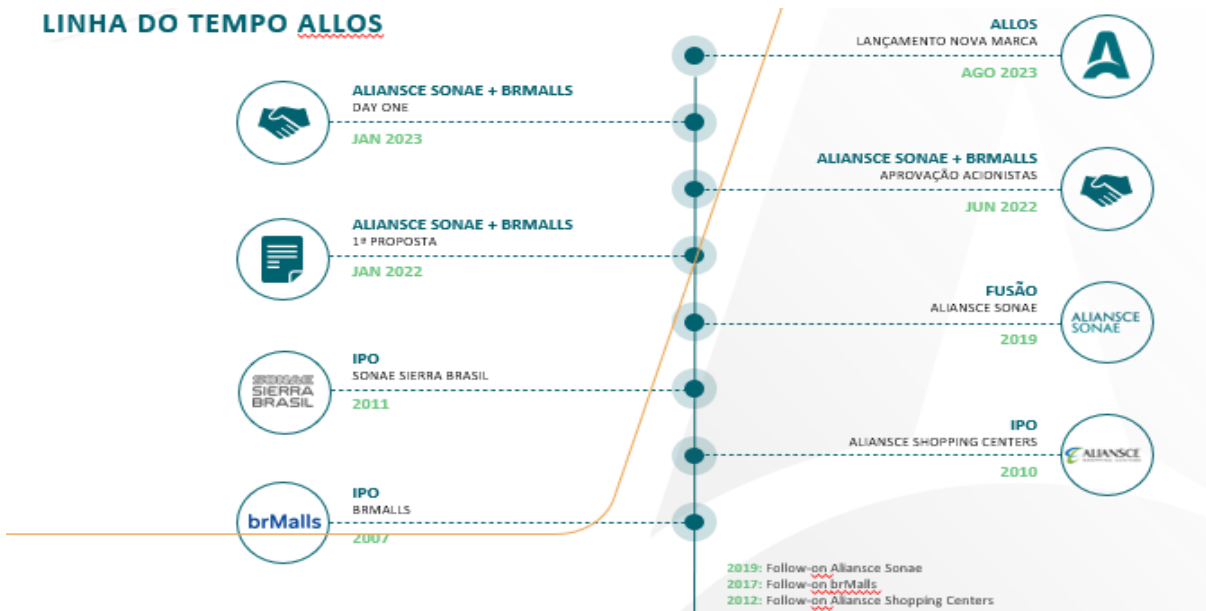 LINHA DO TEMPO ALLOS
ALLOS
LANÇAMENTO NOVA MARCA
AGO 2023
ALIANSCE SONAE + BRMALLS
DAY ONE
JAN 2023
ALIANSCE SONAE + BRMALLS
APROVAÇÃO ACIONISTAS
JUN 2022
ALIANSCE SONAE + BRMALLS
1ª PROPOSTA
JAN 2022
FUSÃO
ALIANSCE SONAE
2019
ALIANSCE
SONAE
IPO
SONAE SIERRA BRASIL
2011
SONAE
SIERRA
BRASIL
IPO
ALIANSCE SHOPPING CENTERS
2010
ALIANSCE
SHOPPING CENTERS
IPO
BRMALLS
2007
brMalls
2019: Follow-on Aliansce Sonae
2017: Follow-on brMalls
2012: Follow-on Aliansce Shopping Centers